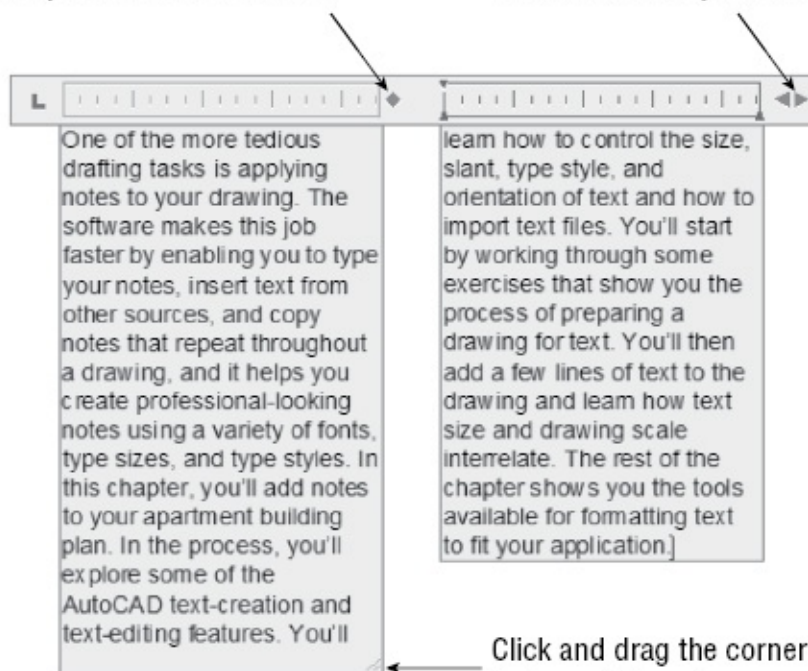 One of the more tedious
drafting tasks is applying
notes to your drawing. The
software makes this job
faster by enabling you to type
your notes, insert text from
other sources, and copy
notes that repeat throughout
a drawing, and it helps you
create professional-looking
notes using a variety of fonts,
type sizes, and type styles. In
this chapter, you'll add notes
to your apartment building
plan. In the process, you'll
explore some of the
AutoCAD text-creation and
text-editing features. You'll
learn how to control the size,
slant, type style, and
orientation of text and how to
import text files. You'll start
by working through some
exercises that show you the
process of preparing a
drawing for text. You'll then
add a few lines of text to the
drawing and learn how text
size and drawing scale
interrelate. The rest of the
chapter shows you the tools
available for formatting text
to fit your application.]
Click and drag the corner